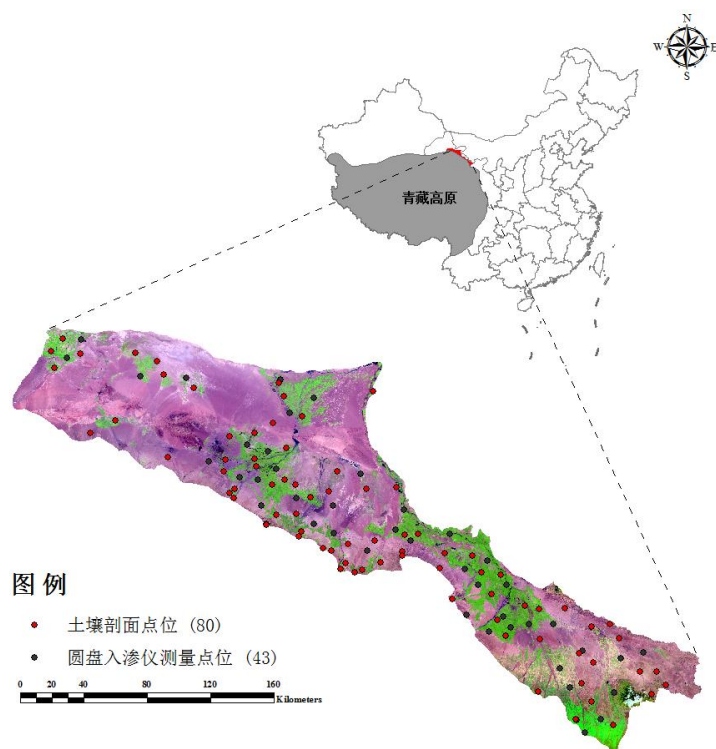 N
W
E
S
青藏高原
图 例
土壤剖面点位 (80)
圆盘入渗仪测量点位 (43)
0 20 40 80 120 160
Kilometers